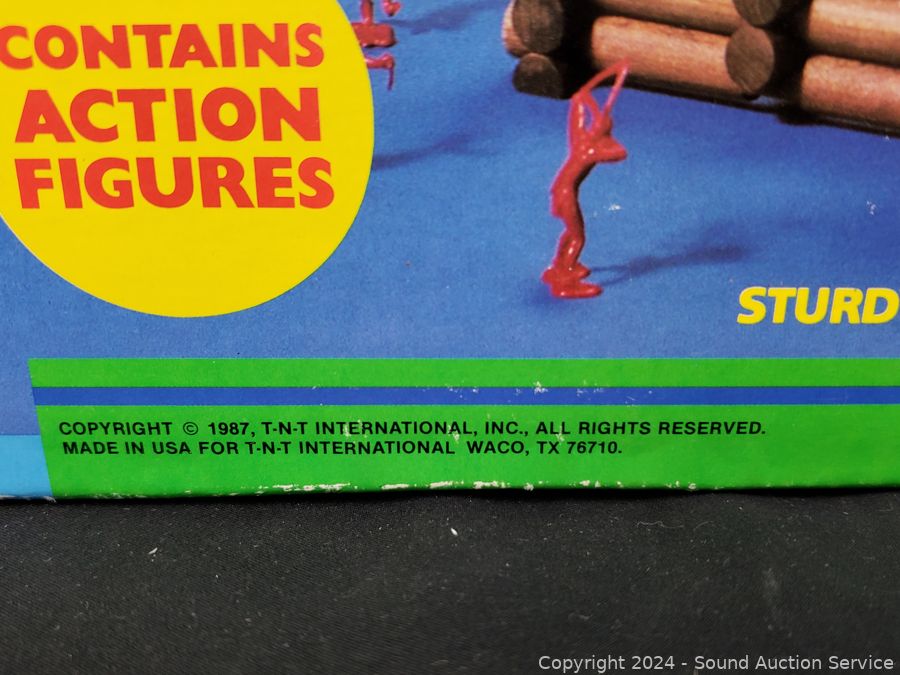 CONTAINS
ACTION
FIGURES
STURD
COPYRIGHT © 1987, T-N-T INTERNATIONAL, INC., ALL RIGHTS RESERVED.
MADE IN USA FOR T-N-T INTERNATIONAL WACO, TX 76710.
Copyright 2024 - Sound Auction Service